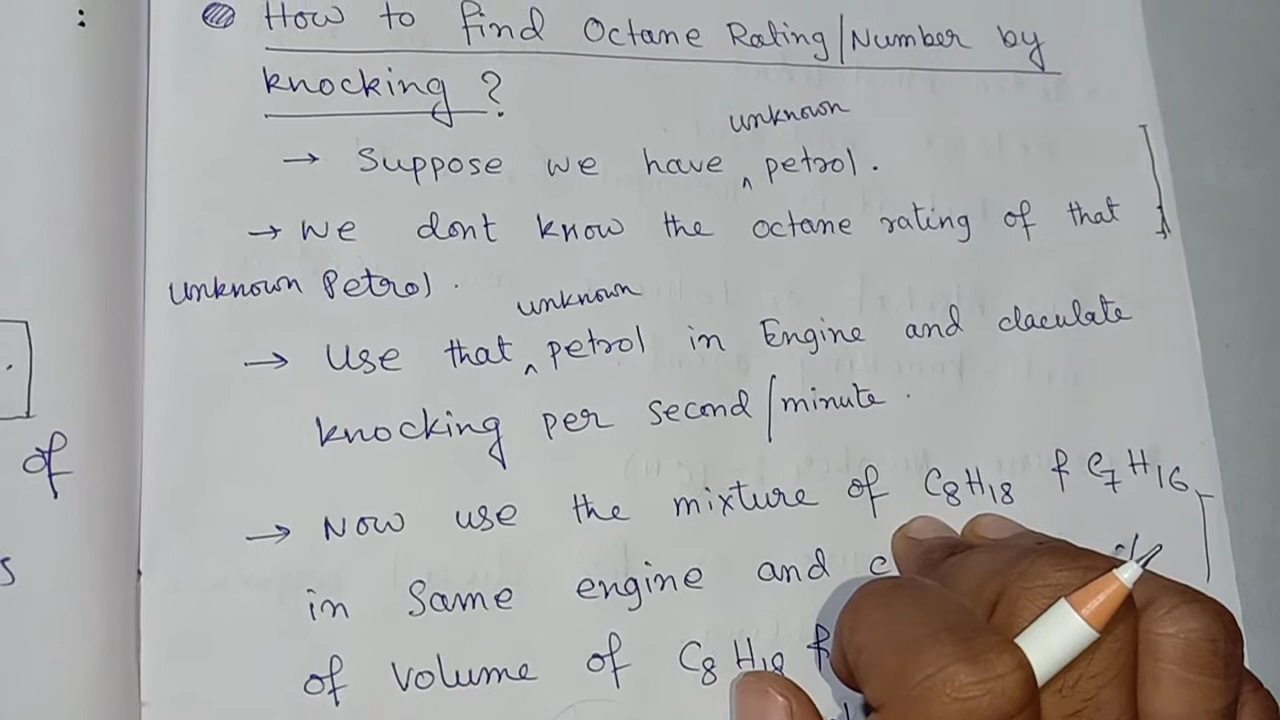 :
How to find Octane Rating/Number by
knocking ?
unknown
→ Suppose we have ^ petrol.
→ We dont know the octane rating of that
unknown Petrol.
unknown
→ Use that ^ petrol in Engine and claculate
knocking per second/minute.
of
→ Now use the mixture of C8H18 & C7H16
s
in Same engine and %
of volume of C8H18 &